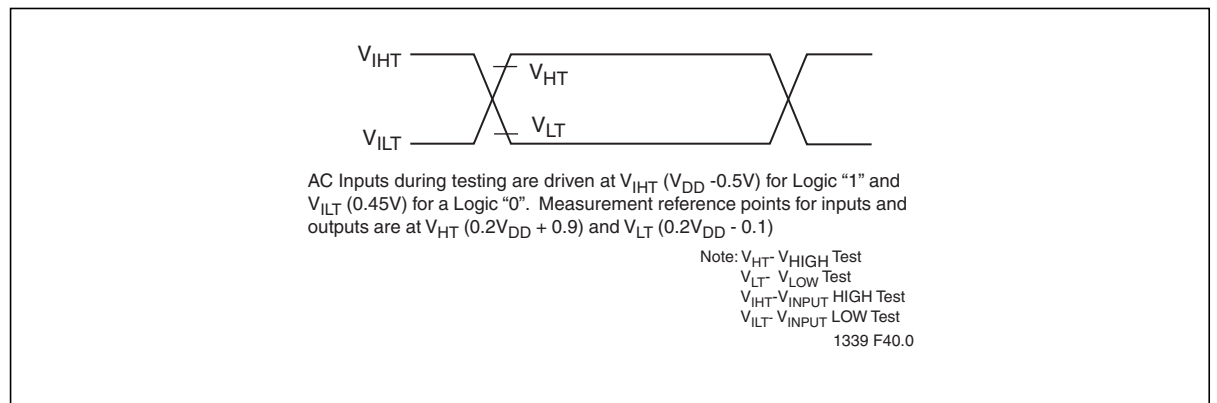 VIHT
VHT
VLT
VILT
AC Inputs during testing are driven at VIHT (VDD -0.5V) for Logic “1” and
VILT (0.45V) for a Logic “0”. Measurement reference points for inputs and
outputs are at VHT (0.2VDD + 0.9) and VLT (0.2VDD - 0.1)
Note: VHT- VHIGH Test
VLT- VLOW Test
VIHT-VINPUT HIGH Test
VILT- VINPUT LOW Test
1339 F40.0